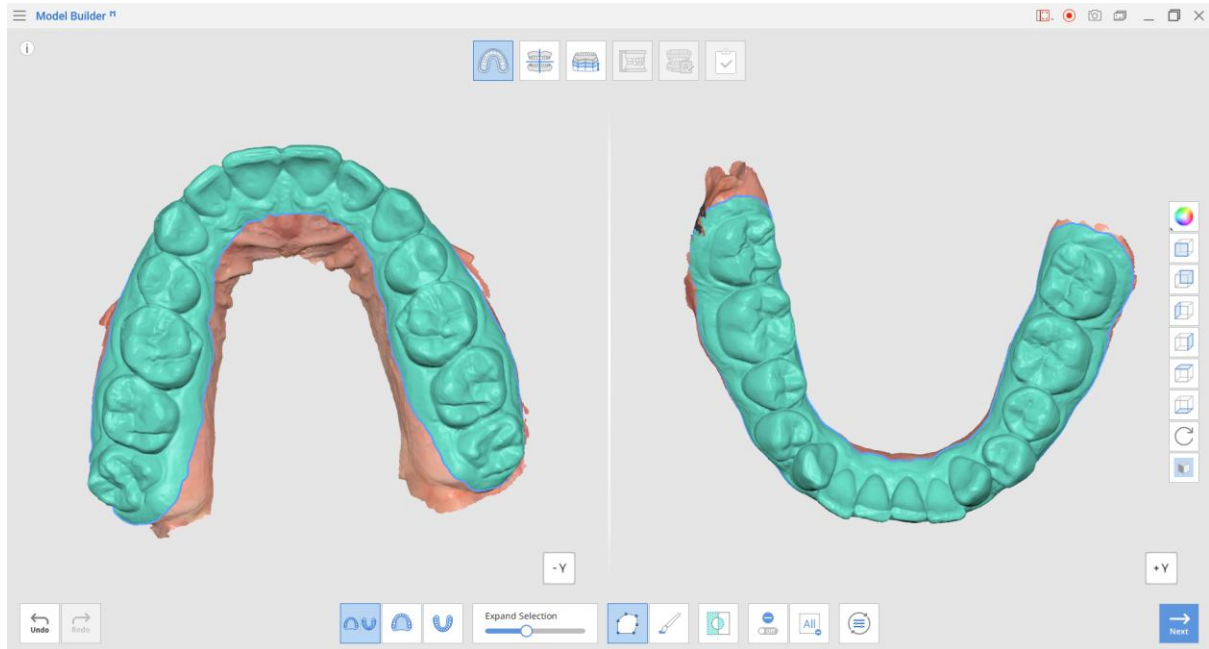 Model Builder
- Y
+ Y
Undo
Redo
Expand Selection
All
Next